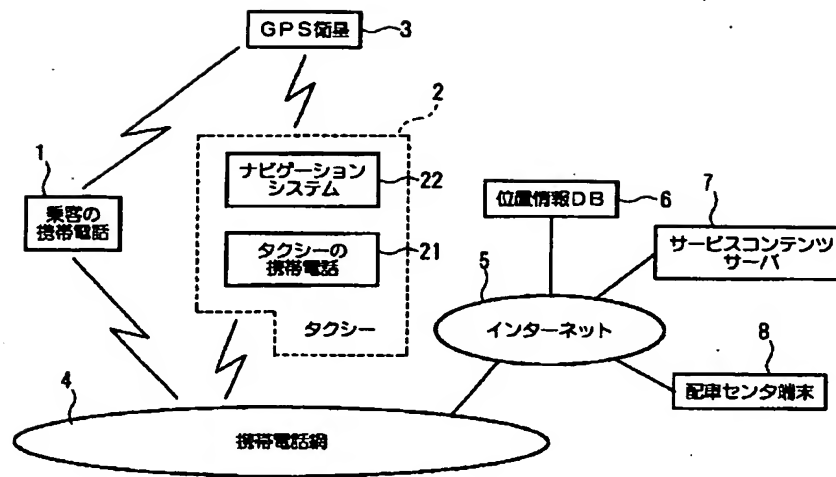 GPS衛星
3
2
1
乗客の
携帯電話
ナビゲーション
システム
22
タクシーの
携帯電話
21
タクシー
位置情報DB
6
7
サービスコンテンツ
サーバ
5
インターネット
8
配車センタ端末
4
携帯電話網